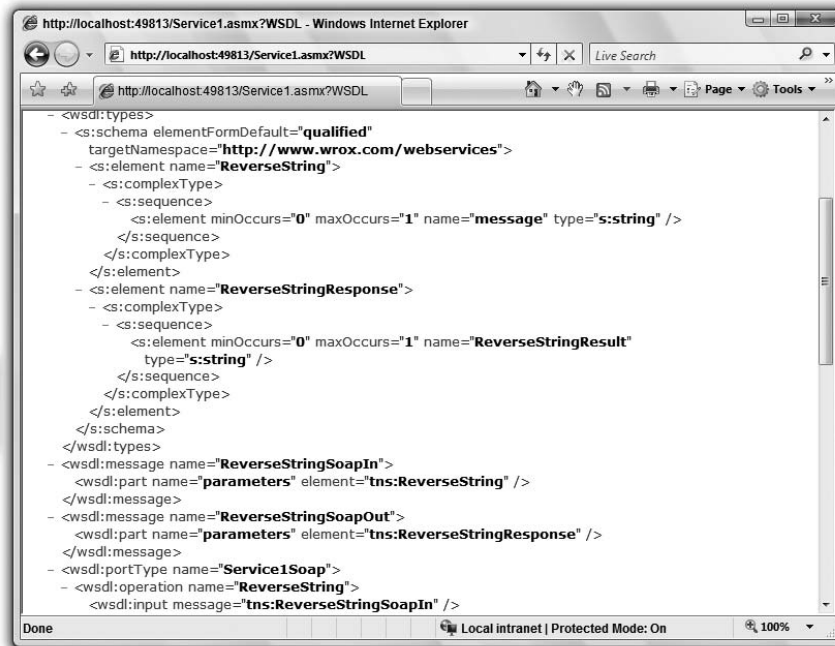 http://localhost:49813/Service1.asmx?WSDL - Windows Internet Explorer
http://localhost:49813/Service1.asmx?WSDL
Live Search
http://localhost:49813/Service1.asmx?WSDL
Page
Tools
»
- <wsdl:types>
- <s:schema elementFormDefault="qualified"
targetNamespace="http://www.wrox.com/webservices">
- <s:element name="ReverseString">
- <s:complexType>
- <s:sequence>
<s:element minOccurs="0" maxOccurs="1" name="message" type="s:string" />
</s:sequence>
</s:complexType>
</s:element>
- <s:element name="ReverseStringResponse">
- <s:complexType>
- <s:sequence>
<s:element minOccurs="0" maxOccurs="1" name="ReverseStringResult"
type="s:string" />
</s:sequence>
</s:complexType>
</s:element>
</s:schema>
</wsdl:types>
- <wsdl:message name="ReverseStringSoapIn">
<wsdl:part name="parameters" element="tns:ReverseString" />
</wsdl:message>
- <wsdl:message name="ReverseStringSoapOut">
<wsdl:part name="parameters" element="tns:ReverseStringResponse" />
</wsdl:message>
- <wsdl:portType name="Service1Soap">
- <wsdl:operation name="ReverseString">
<wsdl:input message="tns:ReverseStringSoapIn" />
Done
Local intranet | Protected Mode: On
100%